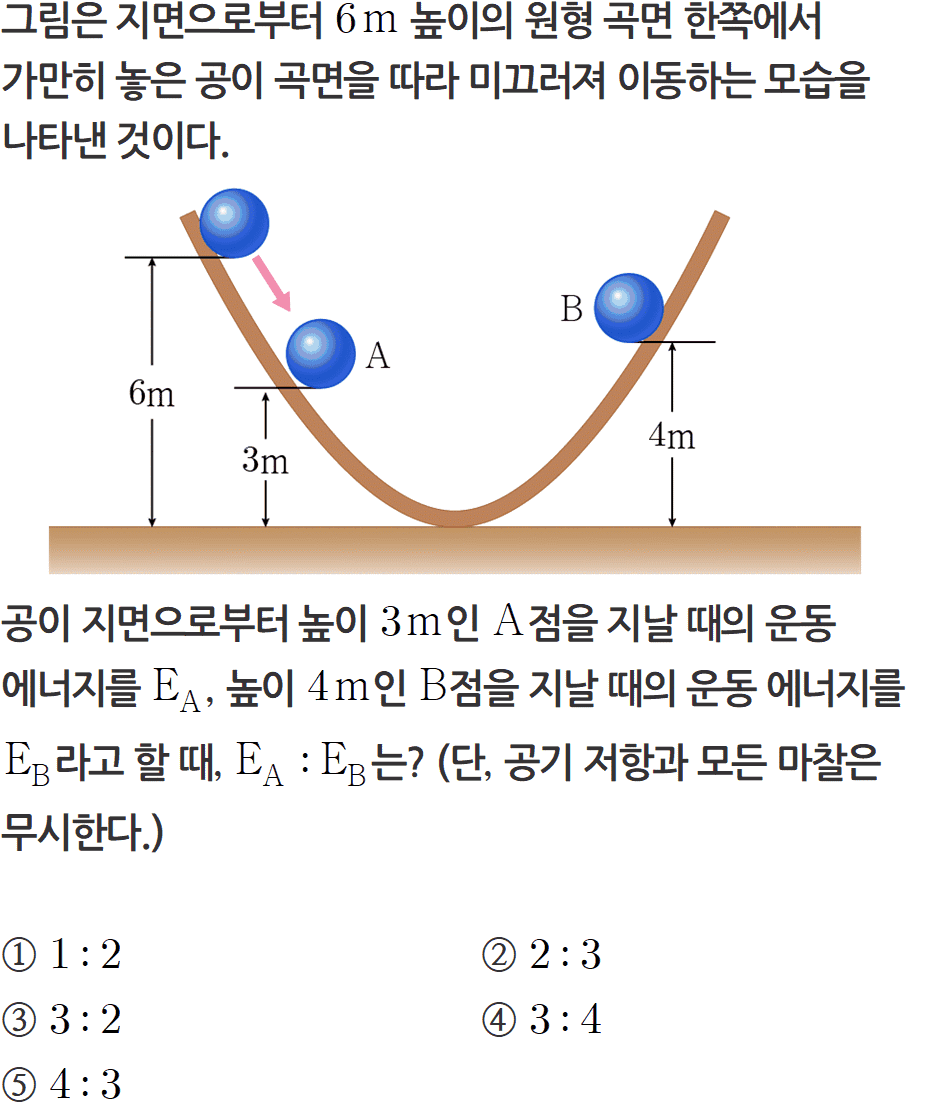 그림은 지면으로부터 6 m 높이의 원형 곡면 한쪽에서
가만히 놓은 공이 곡면을 따라 미끄러져 이동하는 모습을
나타낸 것이다.
A
B
6m
3m
4m
공이 지면으로부터 높이 3 m인 A점을 지날 때의 운동
에너지를 E_A, 높이 4 m인 B점을 지날 때의 운동 에너지를
E_B라고 할 때, E_A : E_B는? (단, 공기 저항과 모든 마찰은
무시한다.)
① 1 : 2 ② 2 : 3
③ 3 : 2 ④ 3 : 4
⑤ 4 : 3